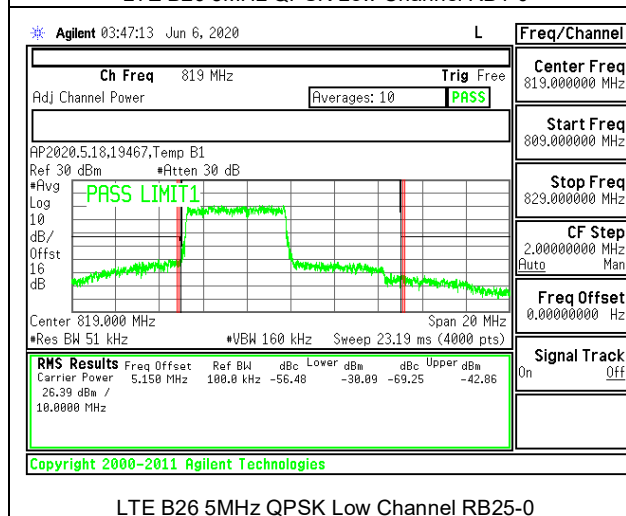 Agilent 03:47:13 Jun 6, 2020 L Freq/Channel
Ch Freq 819 MHz Trig Free
Adj Channel Power Averages: 10 PASS
Center Freq
819.000000 MHz
Start Freq
809.000000 MHz
AP2020.5.18,19467,Temp B1
Ref 30 dBm #Atten 30 dB
#Avg
Log
10
dB/
Offst
16
dB
PASS LIMIT1
Stop Freq
829.000000 MHz
CF Step
2.00000000 MHz
Auto Man
Freq Offset
0.00000000 Hz
Center 819.000 MHz Span 20 MHz
#Res BW 51 kHz #VBW 160 kHz Sweep 23.19 ms (4000 pts)
Signal Track
On Off
RMS Results Freq Offset Ref BW dBc Lower dBm dBc Upper dBm
Carrier Power 5.150 MHz 100.0 kHz -56.48 -30.09 -69.25 -42.86
26.39 dBm /
10.0000 MHz
Copyright 2000-2011 Agilent Technologies
LTE B26 5MHz QPSK Low Channel RB25-0